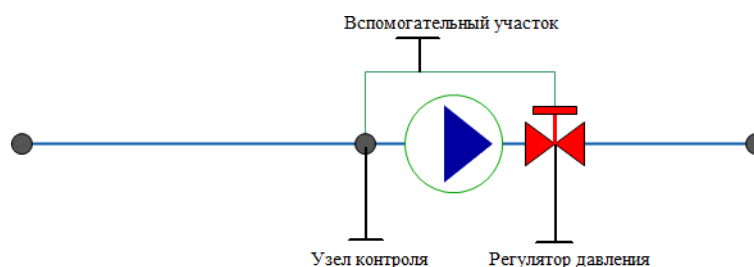 Вспомогательный участок
Узел контроля
Регулятор давления